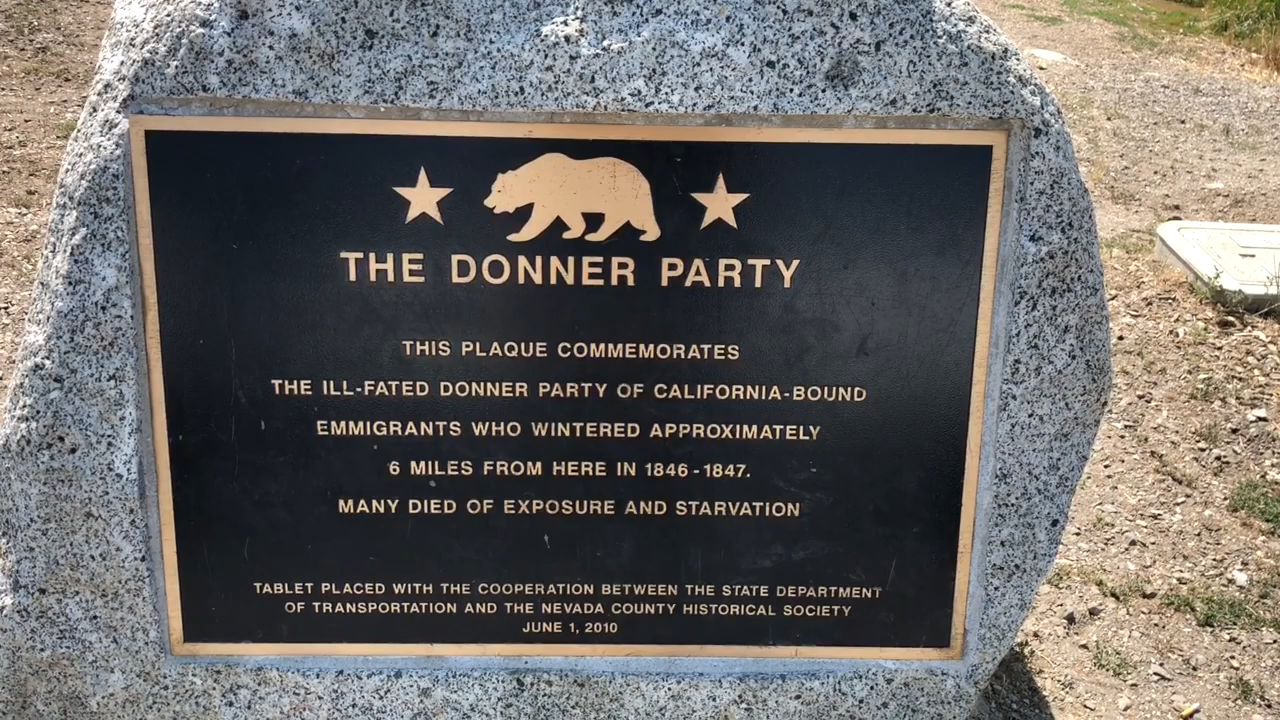 THE DONNER PARTY
THIS PLAQUE COMMEMORATES
THE ILL-FATED DONNER PARTY OF CALIFORNIA-BOUND
EMMIGRANTS WHO WINTERED APPROXIMATELY
6 MILES FROM HERE IN 1846-1847.
MANY DIED OF EXPOSURE AND STARVATION
TABLET PLACED WITH THE COOPERATION BETWEEN THE STATE DEPARTMENT
OF TRANSPORTATION AND THE NEVADA COUNTY HISTORICAL SOCIETY
JUNE 1, 2010